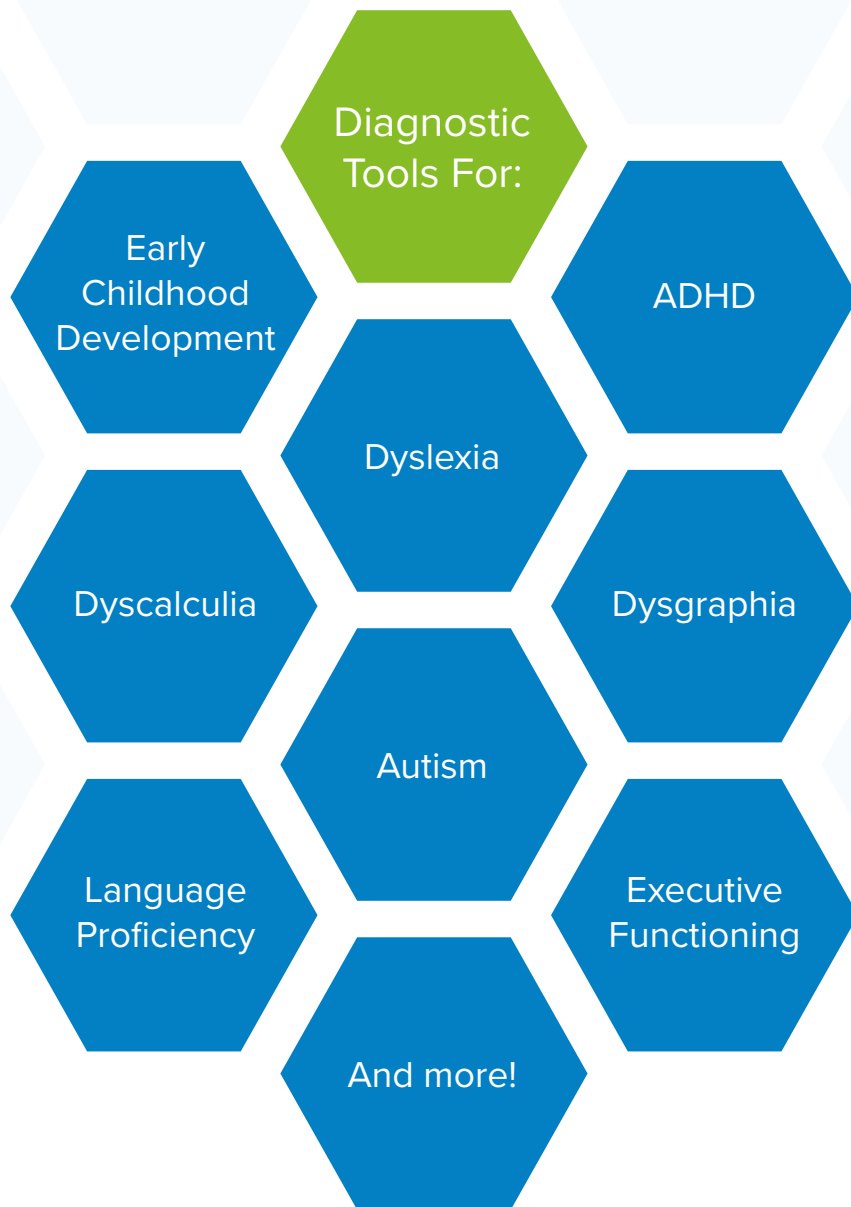 Diagnostic
Tools For:
Early
Childhood
Development
ADHD
Dyslexia
Dyscalculia
Dysgraphia
Autism
Language
Proficiency
Executive
Functioning
And more!